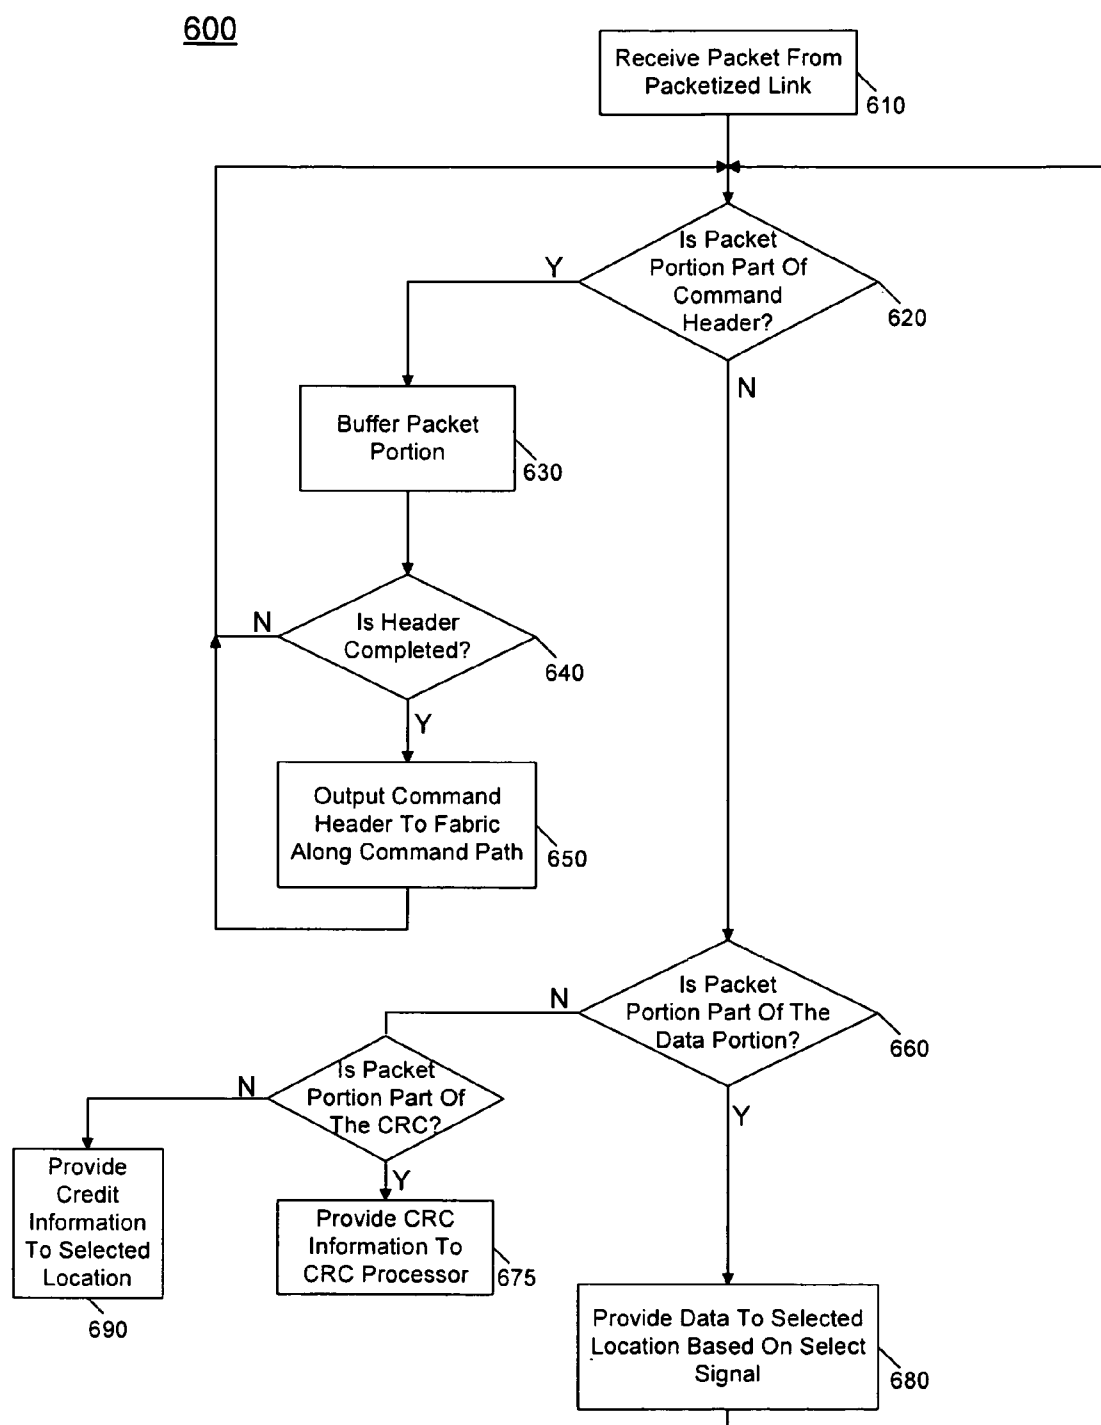 600
Receive Packet From
Packetized Link
610
Is Packet
Portion Part Of
Command
Header?
620
Y
N
Buffer Packet
Portion
630
Is Header
Completed?
640
N
Y
Output Command
Header To Fabric
Along Command Path
650
Is Packet
Portion Part Of The
Data Portion?
660
N
Y
Is Packet
Portion Part Of
The CRC?
N
Y
Provide
Credit
Information
To Selected
Location
690
Provide CRC
Information To
CRC Processor
675
Provide Data To Selected
Location Based On Select
Signal
680